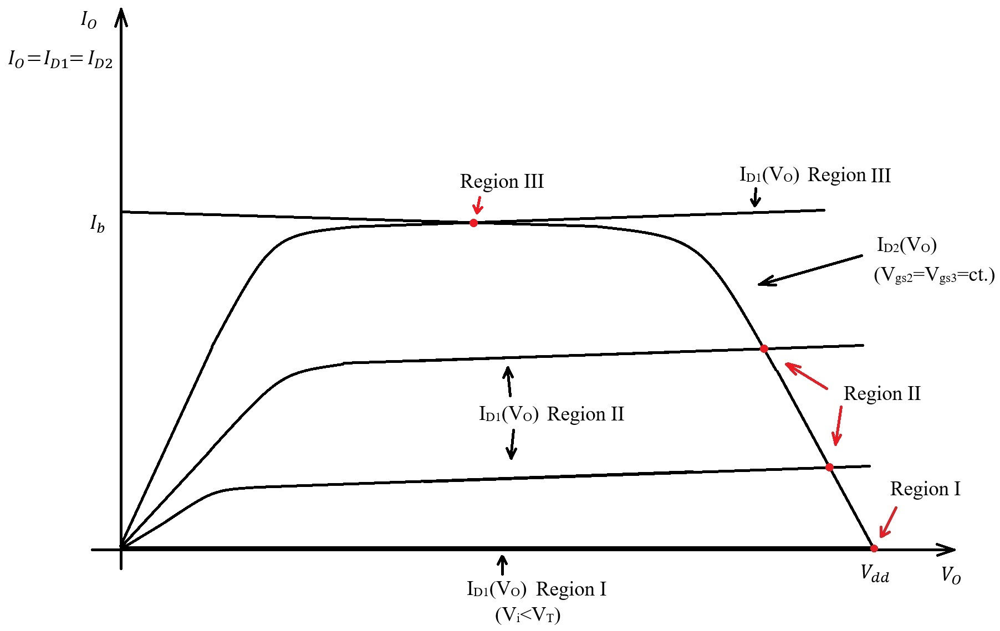 I_O
I_O=I_D1=I_D2
Region III
I_D1(V_O) Region III
I_b
I_D2(V_O)
(V_gs2=V_gs3=ct.)
Region II
I_D1(V_O) Region II
Region I
V_dd
V_O
I_D1(V_O) Region I
(V_i<V_T)